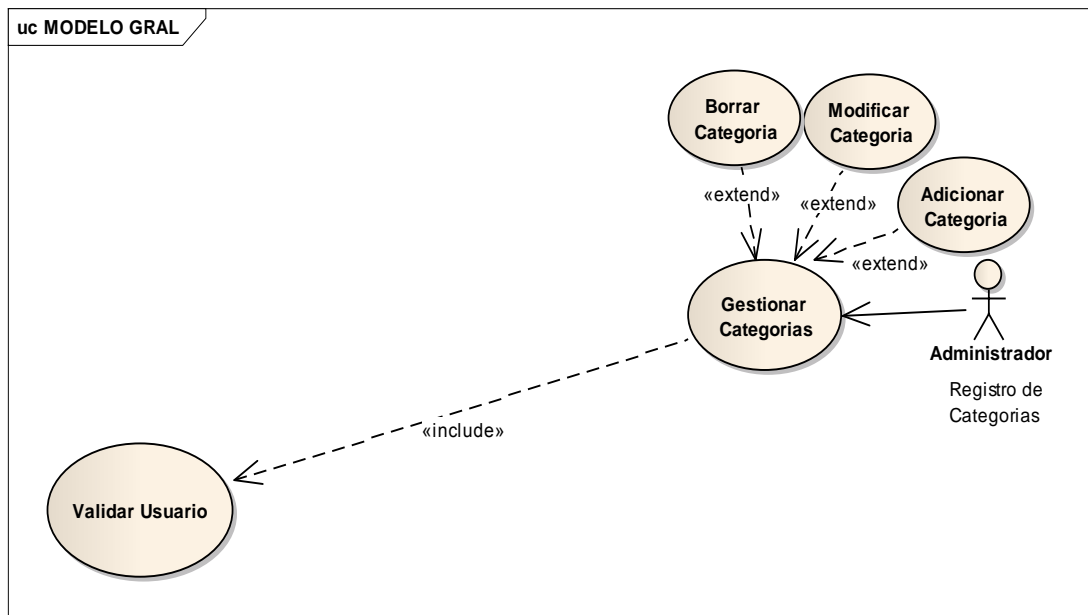 uc MODELO GRAL
Borrar
Categoria
Modificar
Categoria
Adicionar
Categoria
«extend»
«extend»
«extend»
Gestionar
Categorias
Administrador
Registro de
Categorias
«include»
Validar Usuario